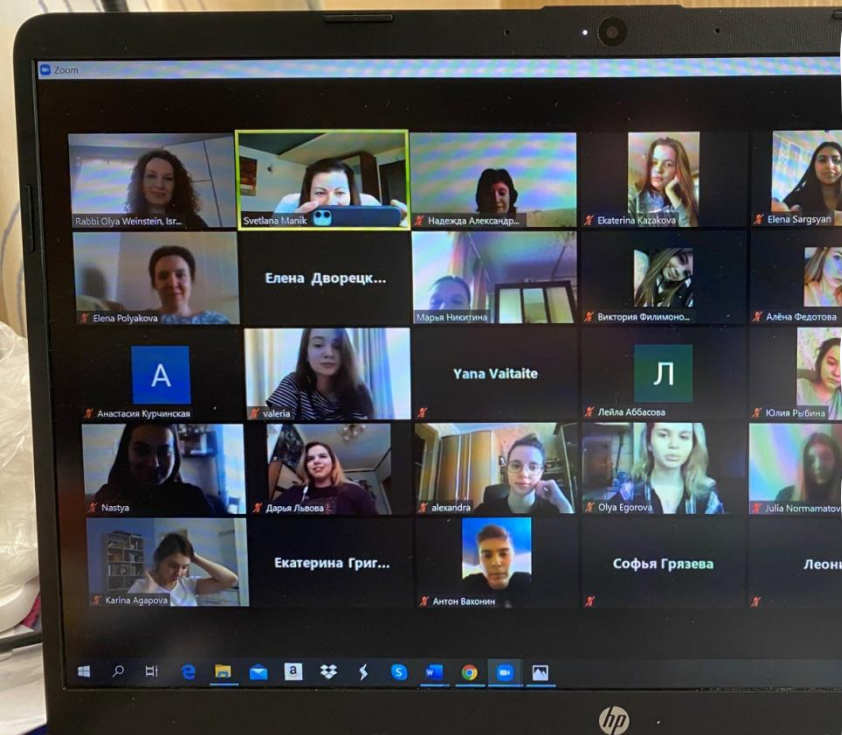 Zoom
Rabbi Olya Weinstein, Isr...
Svetlana Manik
Надежда Александр...
Ekaterina Kazakova
Elena Sargsyan
Elena Polyakova
Елена Дворецк...
Марья Никитина
Виктория Филимоно...
Алёна Федотова
А
Анастасия Курчинская
valeria
Yana Vaitaite
Л
Лейла Аббасова
Юлия Рыбина
Nastya
Дарья Львова
alexandra
Olya Egorova
Julia Normamatov
Karina Agapova
Екатерина Григ...
Антон Вахонин
Софья Грязева
Леони
a
S
W
hp